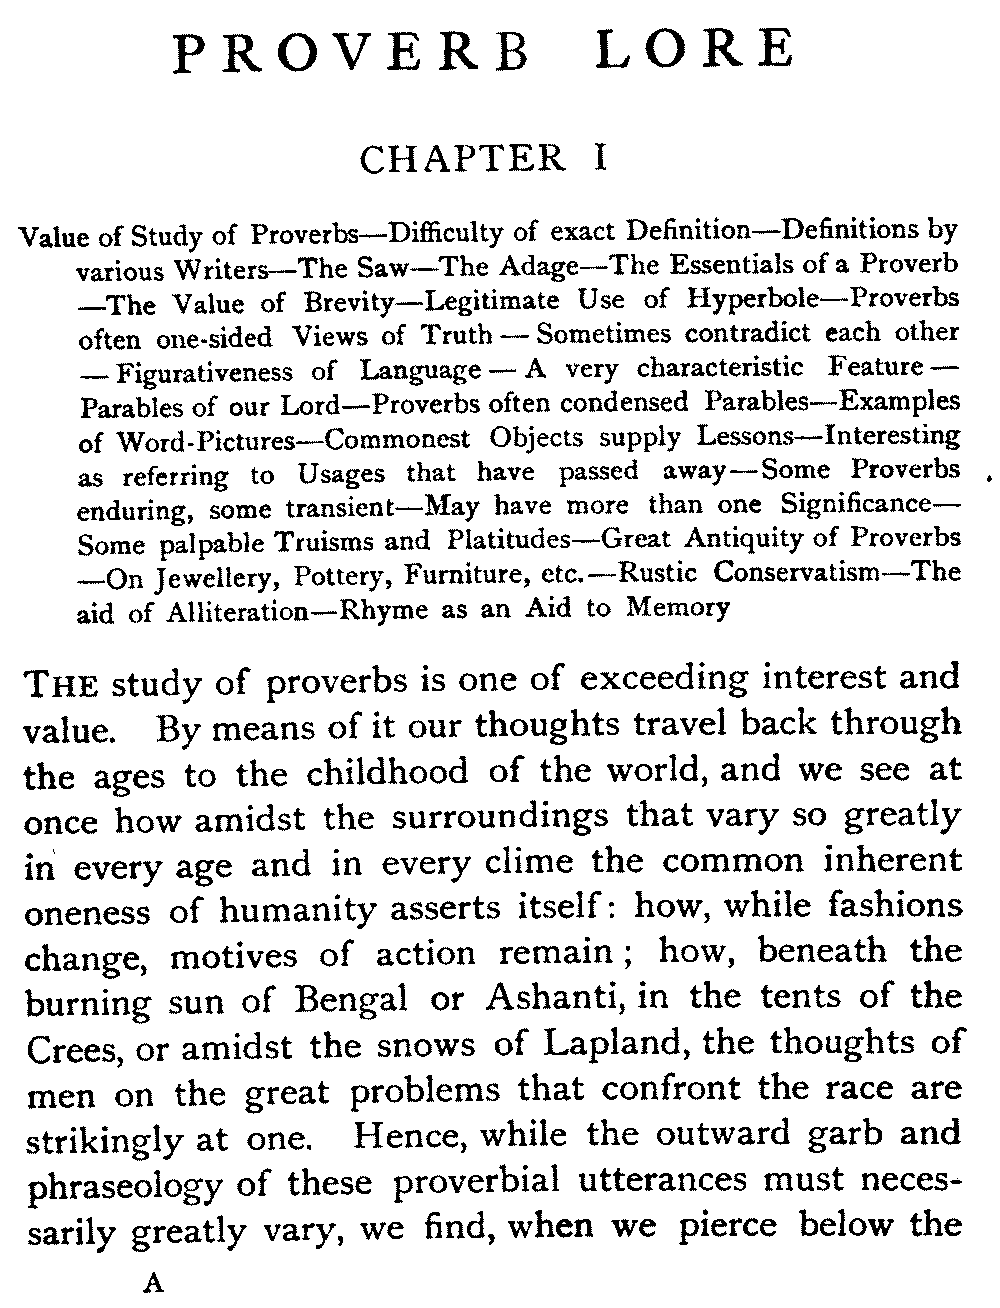 PROVERB LORE
CHAPTER I
Value of Study of Proverbs—Difficulty of exact Definition—Definitions by
various Writers—The Saw—The Adage—The Essentials of a Proverb
—The Value of Brevity—Legitimate Use of Hyperbole—Proverbs
often one-sided Views of Truth — Sometimes contradict each other
— Figurativeness of Language — A very characteristic Feature —
Parables of our Lord—Proverbs often condensed Parables—Examples
of Word-Pictures—Commonest Objects supply Lessons—Interesting
as referring to Usages that have passed away—Some Proverbs
enduring, some transient—May have more than one Significance—
Some palpable Truisms and Platitudes—Great Antiquity of Proverbs
—On Jewellery, Pottery, Furniture, etc.—Rustic Conservatism—The
aid of Alliteration—Rhyme as an Aid to Memory
THE study of proverbs is one of exceeding interest and
value. By means of it our thoughts travel back through
the ages to the childhood of the world, and we see at
once how amidst the surroundings that vary so greatly
in every age and in every clime the common inherent
oneness of humanity asserts itself: how, while fashions
change, motives of action remain; how, beneath the
burning sun of Bengal or Ashanti, in the tents of the
Crees, or amidst the snows of Lapland, the thoughts of
men on the great problems that confront the race are
strikingly at one. Hence, while the outward garb and
phraseology of these proverbial utterances must neces-
sarily greatly vary, we find, when we pierce below the
A